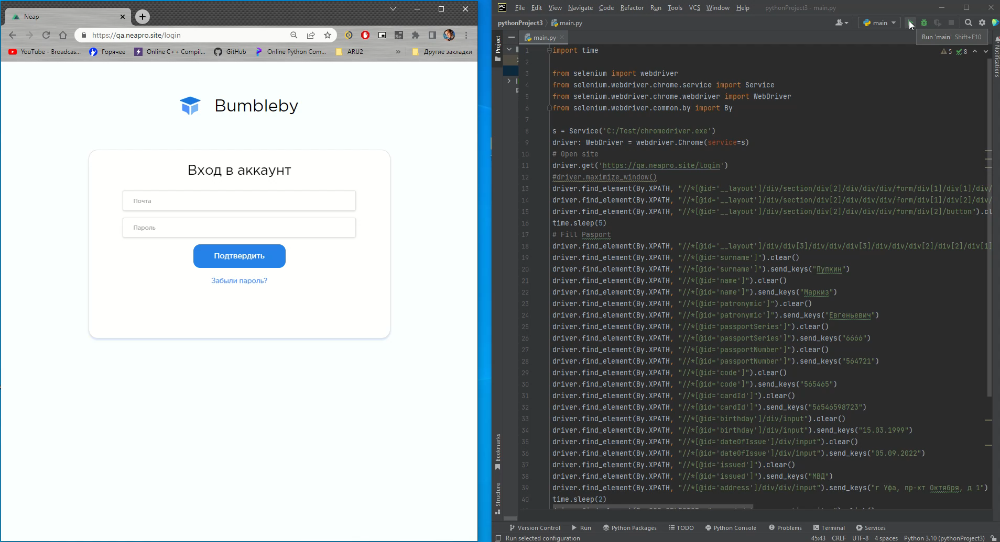 Neap
https://qa.neapro.site/login
YouTube - Broadcas...
Горячее
Online C++ Compil...
GitHub
Online Python Com...
ARU2
»
Другие закладки
Bumbleby
Вход в аккаунт
Почта
Пароль
Подтвердить
Забыли пароль?
PC File Edit View Navigate Code Refactor Run Tools VCS Window Help pythonProject3 - main.py
pythonProject3 main.py
main
Run 'main' Shift+F10
Project
main.py
Notifications
5 8
1 import time
2
3 from selenium import webdriver
4 from selenium.webdriver.chrome.service import Service
5 from selenium.webdriver.chrome.webdriver import WebDriver
6 from selenium.webdriver.common.by import By
7
8 s = Service('C:/Test/chromedriver.exe')
9 driver: WebDriver = webdriver.Chrome(service=s)
10 # Open site
11 driver.get('https://qa.neapro.site/login')
12 #driver.maximize_window()
13 driver.find_element(By.XPATH, "//*[@id='__layout']/div/section/div[2]/div/div/div/form/div[1]/div[1]/div/
14 driver.find_element(By.XPATH, "//*[@id='__layout']/div/section/div[2]/div/div/div/form/div[1]/div[2]/div/
15 driver.find_element(By.XPATH, "//*[@id='__layout']/div/section/div[2]/div/div/div/form/div[2]/button").cl
16 time.sleep(5)
17 # Fill Pasport
18 driver.find_element(By.XPATH, "//*[@id='__layout']/div/div[3]/div/div/div[3]/div/div/div[2]/div[2]/div[1]
19 driver.find_element(By.XPATH, "//*[@id='surname']").clear()
20 driver.find_element(By.XPATH, "//*[@id='surname']").send_keys("Пупкин")
21 driver.find_element(By.XPATH, "//*[@id='name']").clear()
22 driver.find_element(By.XPATH, "//*[@id='name']").send_keys("Маркиз")
23 driver.find_element(By.XPATH, "//*[@id='patronymic']").clear()
24 driver.find_element(By.XPATH, "//*[@id='patronymic']").send_keys("Евгеньевич")
25 driver.find_element(By.XPATH, "//*[@id='passportSeries']").clear()
26 driver.find_element(By.XPATH, "//*[@id='passportSeries']").send_keys("6666")
27 driver.find_element(By.XPATH, "//*[@id='passportNumber']").clear()
28 driver.find_element(By.XPATH, "//*[@id='passportNumber']").send_keys("564721")
29 driver.find_element(By.XPATH, "//*[@id='code']").clear()
30 driver.find_element(By.XPATH, "//*[@id='code']").send_keys("565465")
31 driver.find_element(By.XPATH, "//*[@id='cardId']").clear()
32 driver.find_element(By.XPATH, "//*[@id='cardId']").send_keys("56546598723")
33 driver.find_element(By.XPATH, "//*[@id='birthday']/div/input").clear()
34 driver.find_element(By.XPATH, "//*[@id='birthday']/div/input").send_keys("15.03.1999")
35 driver.find_element(By.XPATH, "//*[@id='dateOfIssue']/div/input").clear()
36 driver.find_element(By.XPATH, "//*[@id='dateOfIssue']/div/input").send_keys("05.09.2022")
37 driver.find_element(By.XPATH, "//*[@id='issued']").clear()
38 driver.find_element(By.XPATH, "//*[@id='issued']").send_keys("МВД")
39 driver.find_element(By.XPATH, "//*[@id='address']/div/div/input").send_keys("г Уфа, пр-кт Октября, д 1")
40 time.sleep(2)
Bookmarks
Structure
Version Control Run Python Packages TODO Python Console Problems Terminal Services
Run selected configuration 45:43 CRLF UTF-8 4 spaces Python 3.10 (pythonProject3)